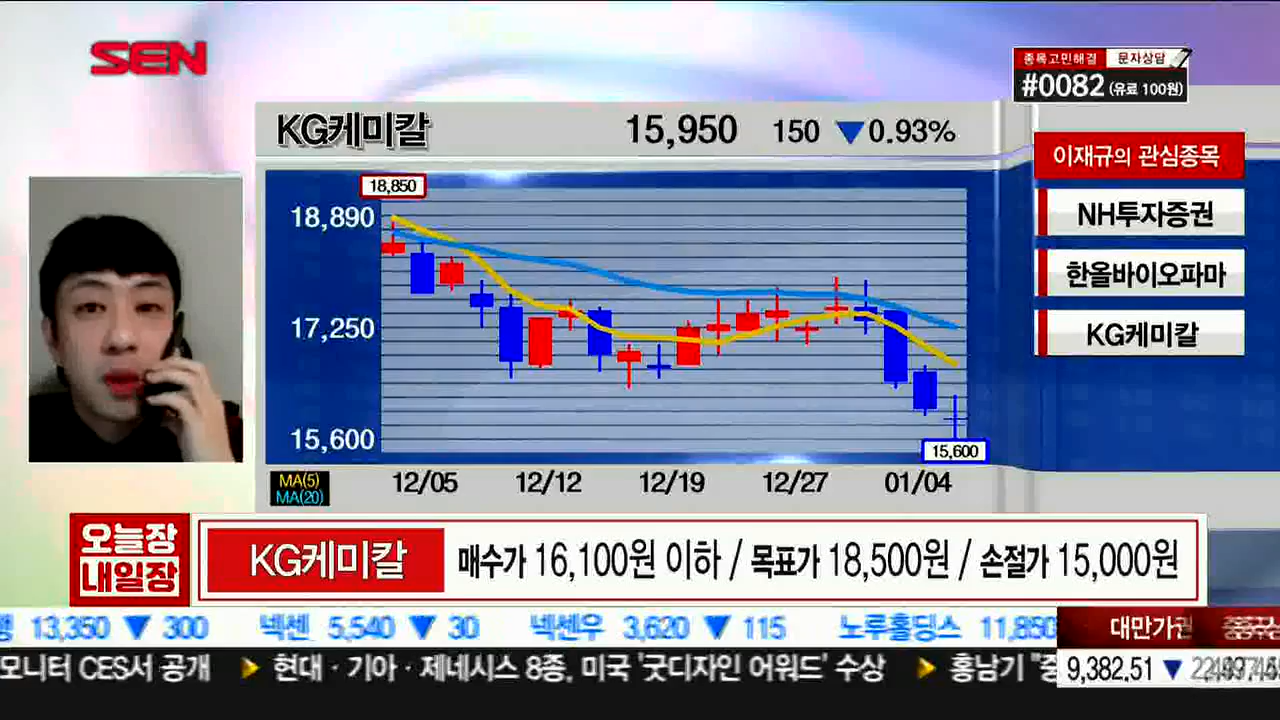 SEN
종목고민해결 문자상담
#0082 (유료 100원)
KG케미칼 15,950 150 ▼0.93%
이재규의 관심종목
NH투자증권
한올바이오파마
KG케미칼
18,850
18,890
17,250
15,600
15,600
MA(5)
MA(20)
12/05 12/12 12/19 12/27 01/04
오늘장
내일장
KG케미칼 매수가 16,100원 이하 / 목표가 18,500원 / 손절가 15,000원
13,350 ▼ 300 넥센 5,540 ▼ 30 넥센우 3,620 ▼ 115 노루홀딩스 11,850
대만가권
모니터 CES서 공개 ▶ 현대 · 기아 · 제네시스 8종, 미국 '굿디자인 어워드' 수상 ▶ 홍남기
9,382.51 ▼